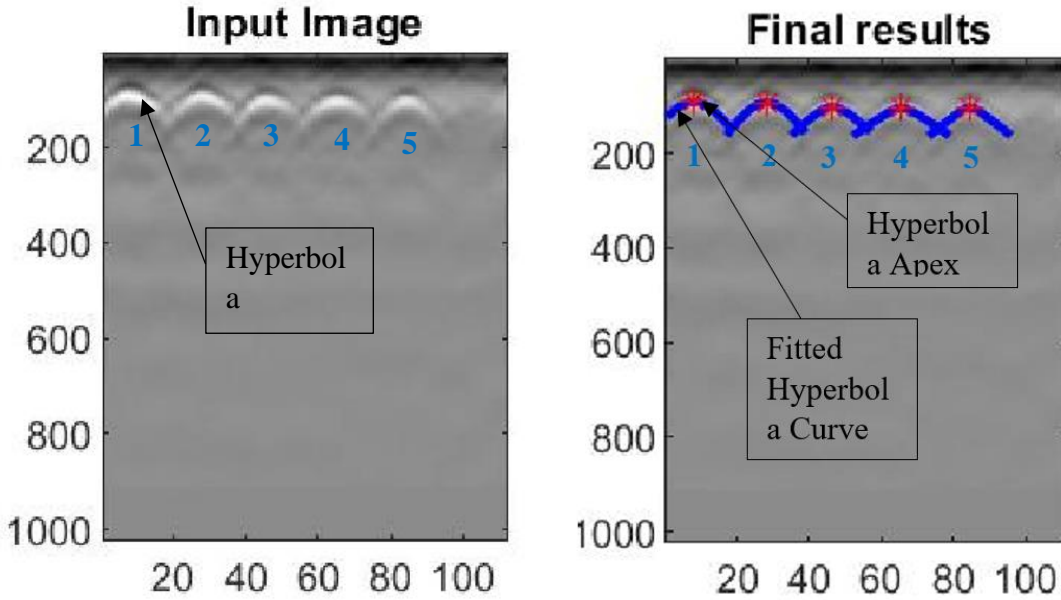 Input Image
200
400
600
800
1000
20 40 60 80 100
1 2 3 4 5
Hyperbol
a
Final results
200
400
600
800
1000
20 40 60 80 100
1 2 3 4 5
Hyperbol
a Apex
Fitted
Hyperbol
a Curve